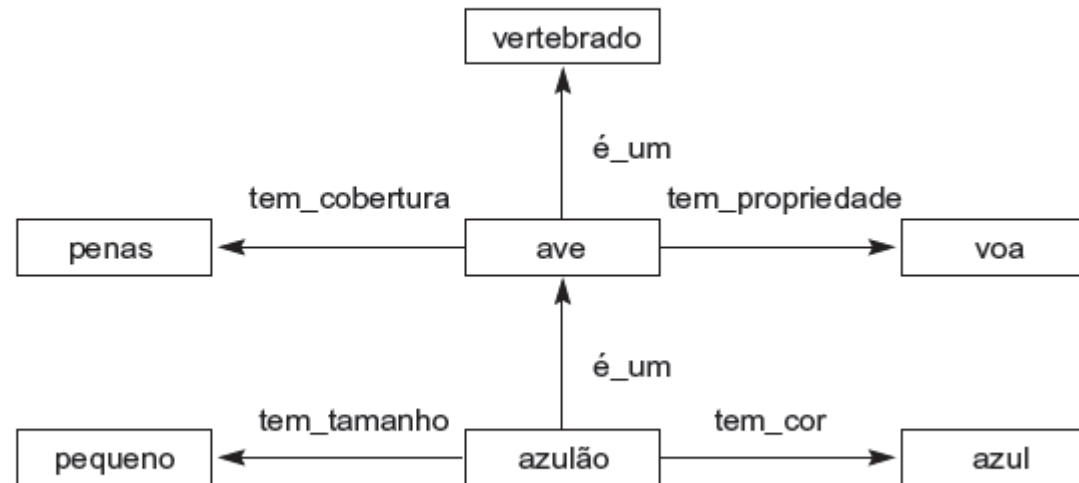 vertebrado
é_um
tem_cobertura
tem_propriedade
penas
ave
voa
é_um
tem_tamanho
tem_cor
pequeno
azulão
azul